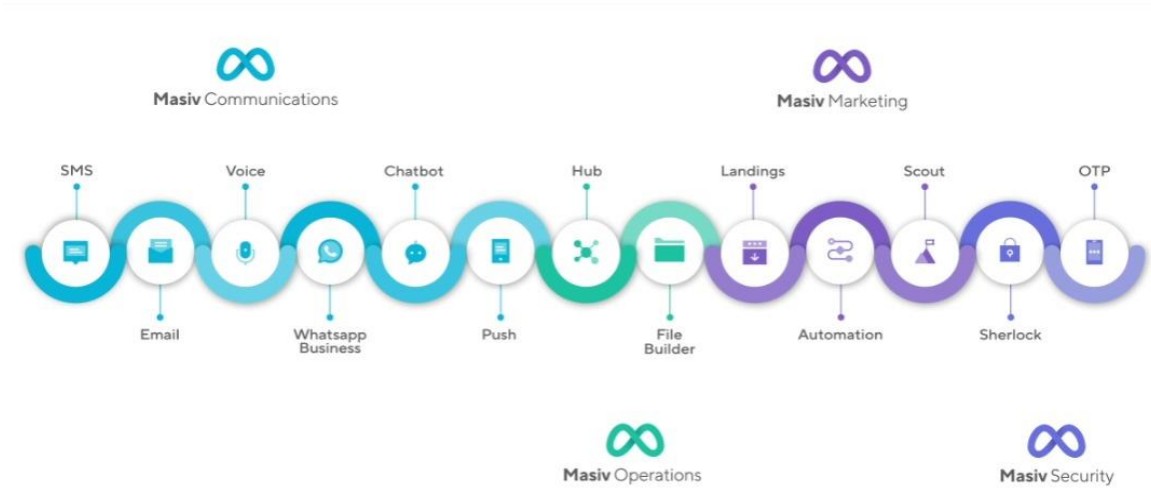 Masiv Communications
Masiv Marketing
SMS
Voice
Chatbot
Hub
Landings
Scout
OTP
Email
Whatsapp
Business
Push
File
Builder
Automation
Sherlock
Masiv Operations
Masiv Security